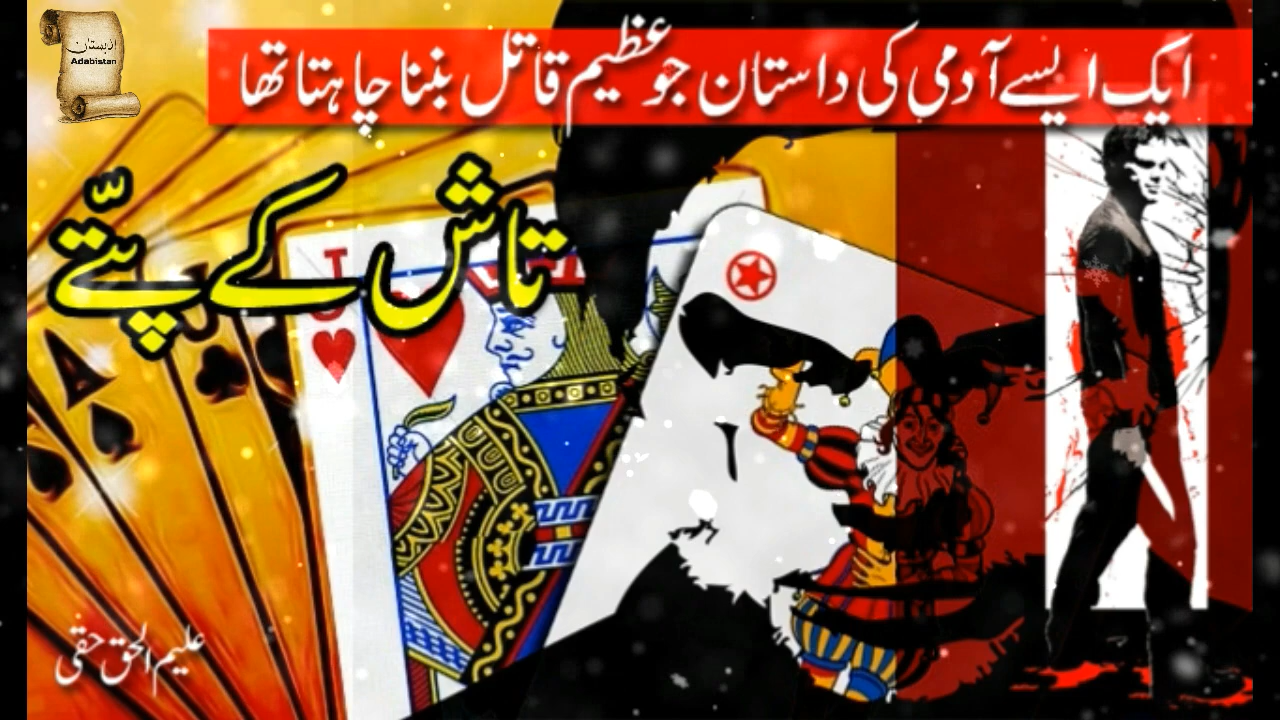 ادبستان
Adabistan
ایک ایسے آدمی کی داستان جو عظیم قاتل بننا چاہتا تھا
تاش کے پتّے
J
علیم الحق حقی